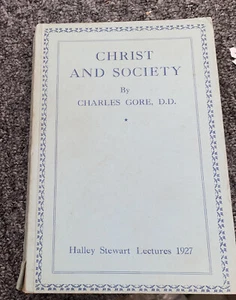 CHRIST
AND SOCIETY
By
CHARLES GORE, D.D.
Halley Stewart Lectures 1927